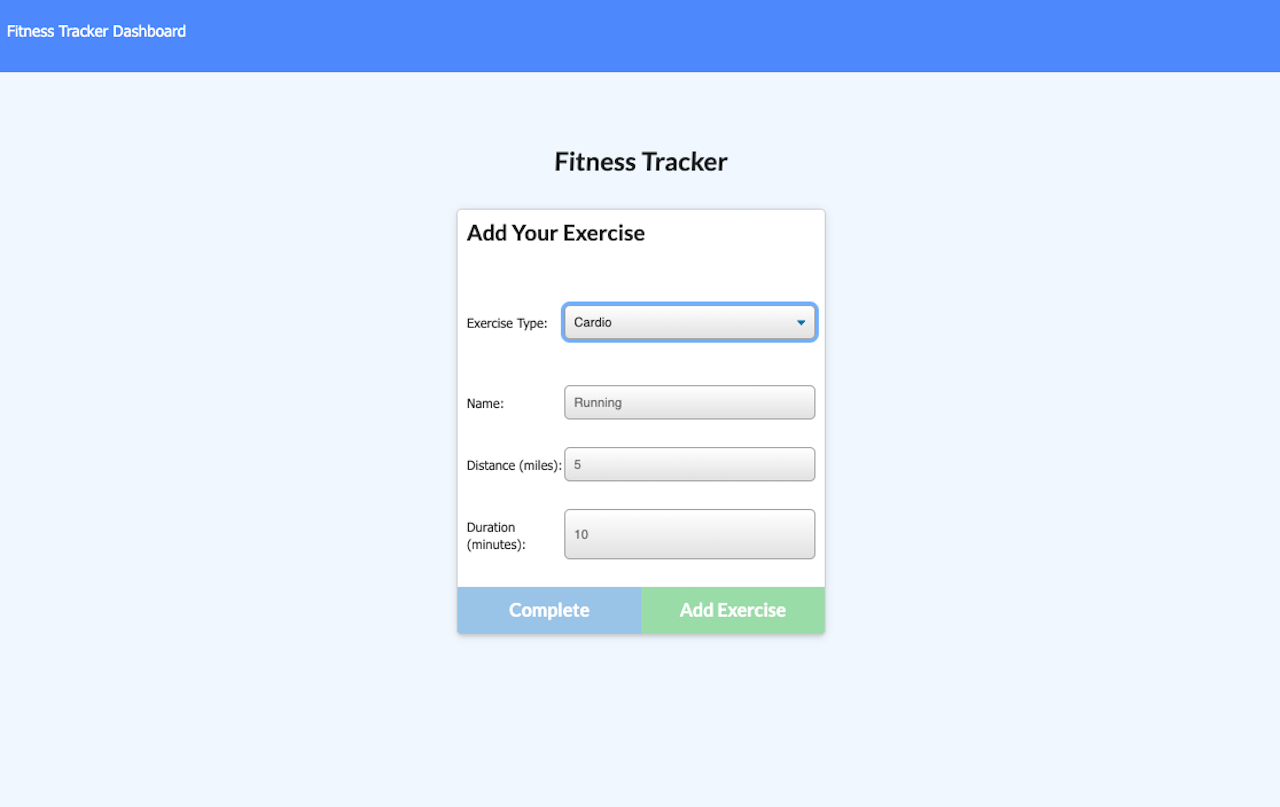 Fitness Tracker Dashboard
Fitness Tracker
Add Your Exercise
Exercise Type: Cardio
Name: Running
Distance (miles): 5
Duration
(minutes): 10
Complete Add Exercise